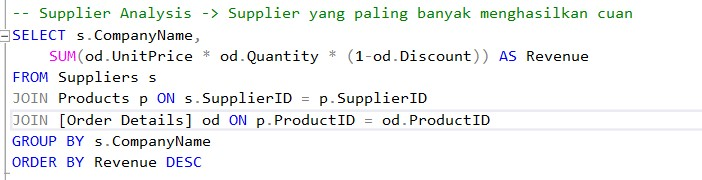 -- Supplier Analysis -> Supplier yang paling banyak menghasilkan cuan
SELECT s.CompanyName,
SUM(od.UnitPrice * od.Quantity * (1-od.Discount)) AS Revenue
FROM Suppliers s
JOIN Products p ON s.SupplierID = p.SupplierID
JOIN [Order Details] od ON p.ProductID = od.ProductID
GROUP BY s.CompanyName
ORDER BY Revenue DESC